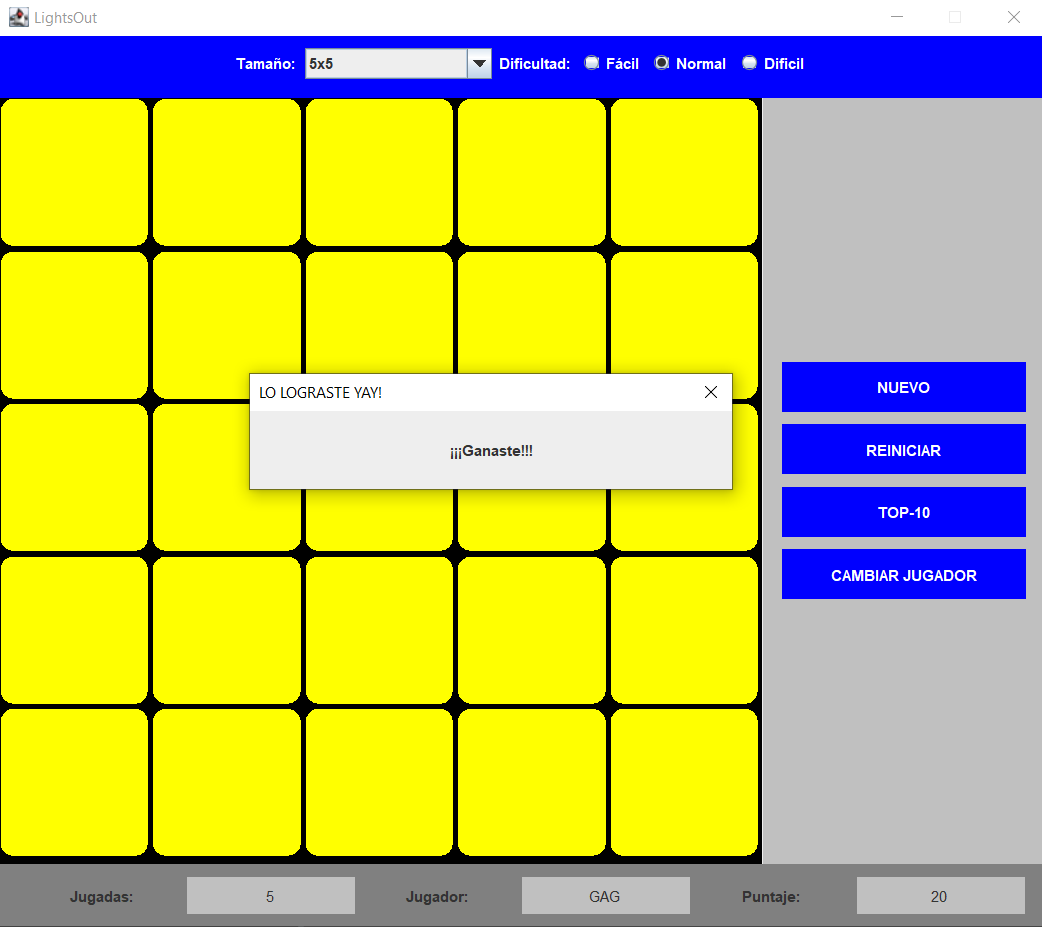 LightsOut
Tamaño: 5x5 Dificultad: Fácil Normal Dificil
LO LOGRASTE YAY!
¡¡¡Ganaste!!!
NUEVO
REINICIAR
TOP-10
CAMBIAR JUGADOR
Jugadas: 5 Jugador: GAG Puntaje: 20